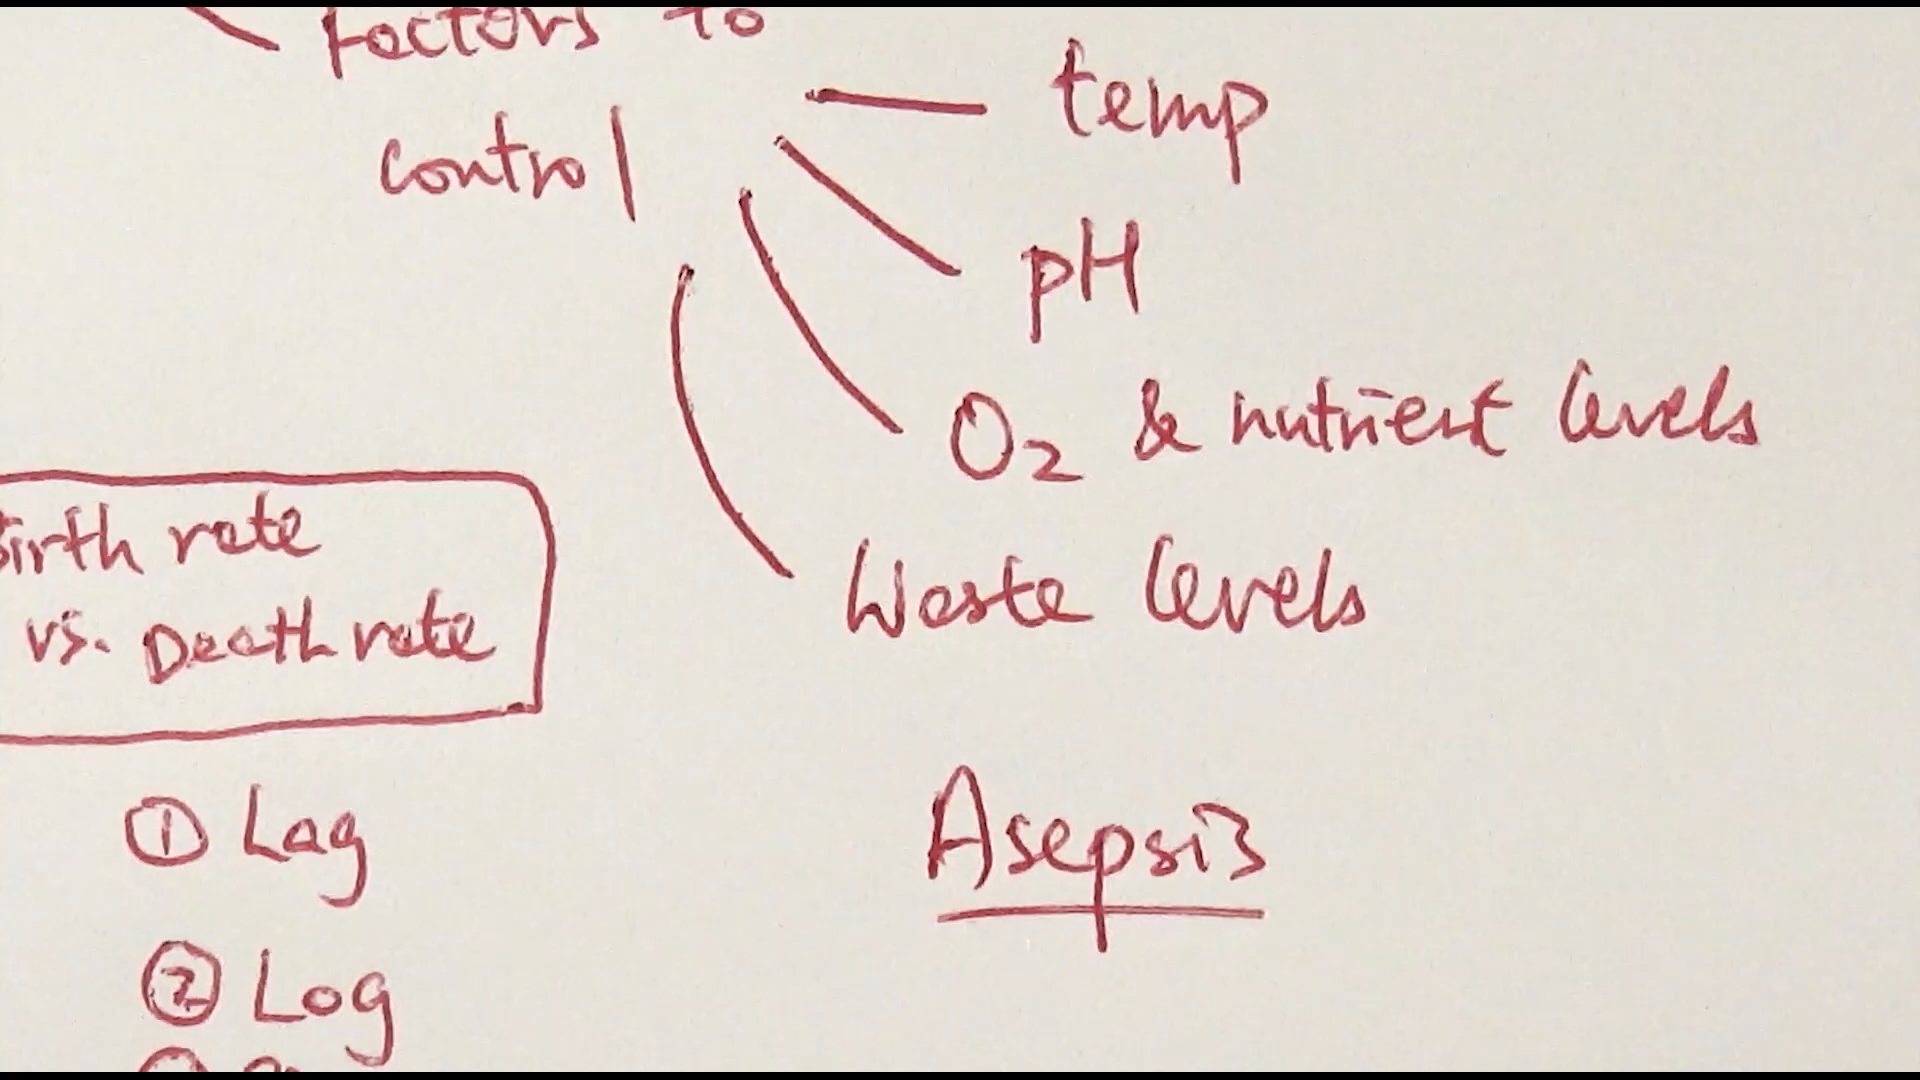 factors to
control
temp
pH
O₂ & nutrient levels
Waste levels
Birth rate
vs. Death rate
① Lag
② Log
Asepsis